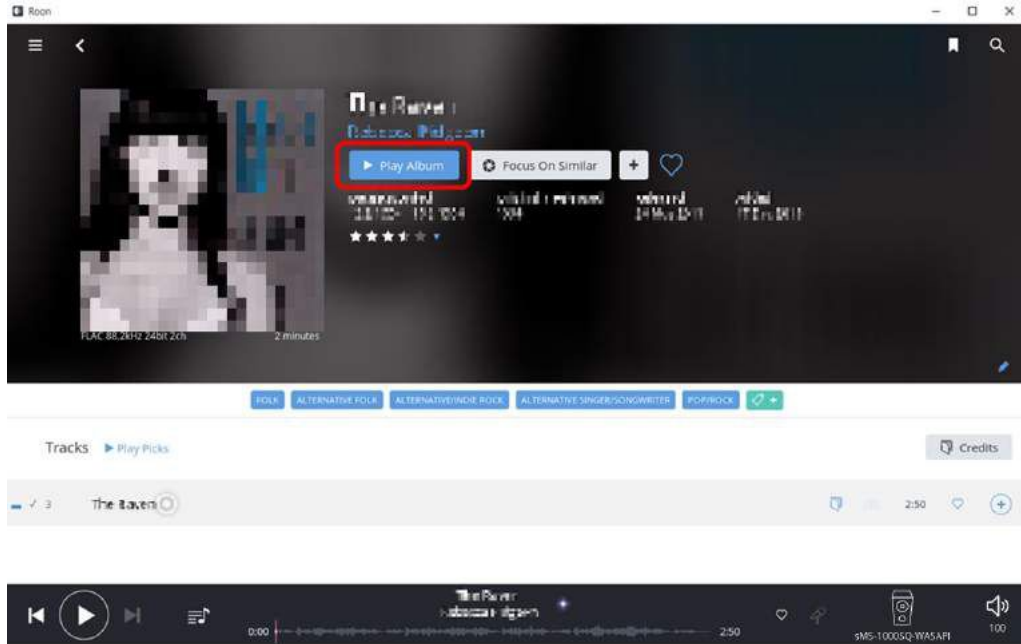 Roon
Play Album
Focus On Similar
+
FLAC 88.2kHz 24bit 2ch
2 minutes
FOLK
ALTERNATIVE FOLK
ALTERNATIVE/INDIE ROCK
ALTERNATIVE SINGER/SONGWRITER
POP/ROCK
+
Tracks
Play Picks
Credits
3
The Raven
2:50
+
0:00
2:50
sMS-1000SQ-WASAPI
100